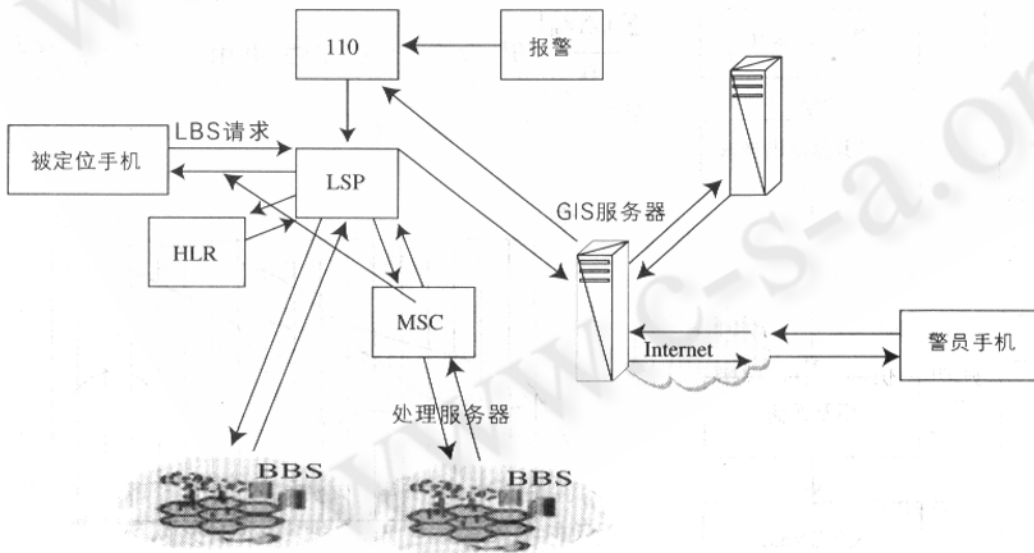 110
报警
LBS请求
被定位手机
LSP
GIS服务器
HLR
MSC
Internet
警员手机
处理服务器
BBS
BBS
www.c-s-a.o